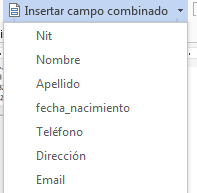 Insertar campo combinado
Nit
Nombre
Apellido
fecha_nacimiento
Teléfono
Dirección
Email